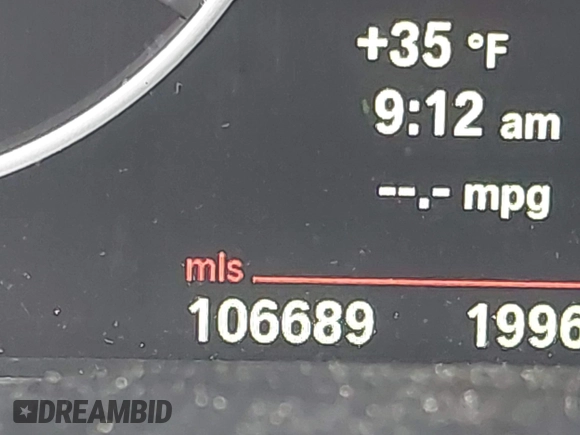 +35 °F
9:12 am
--.- mpg
mls
106689 1996
DREAMBID